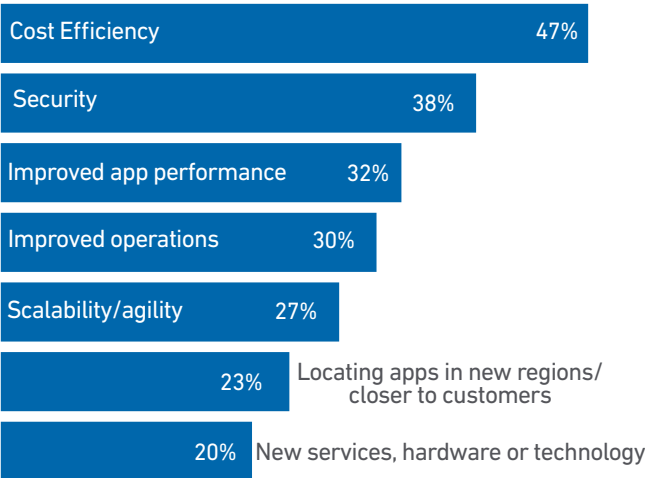 Cost Efficiency 47%
Security 38%
Improved app performance 32%
Improved operations 30%
Scalability/agility 27%
23% Locating apps in new regions/
closer to customers
20% New services, hardware or technology